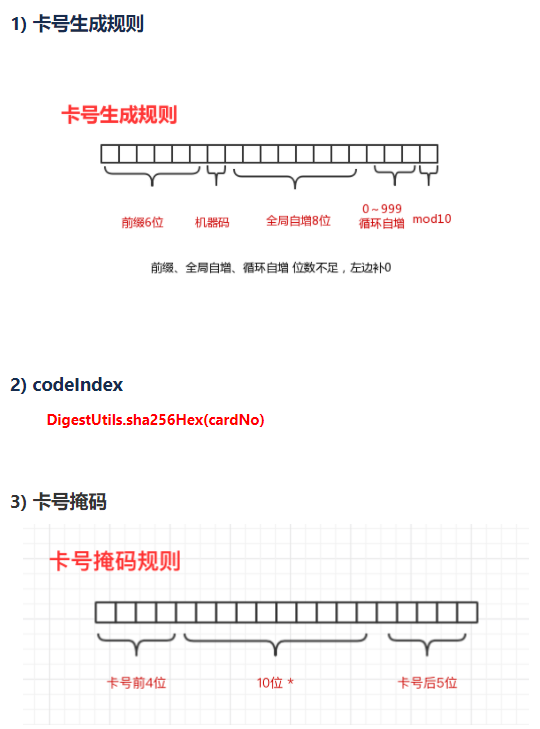 1) 卡号生成规则
卡号生成规则
前缀6位
机器码
全局自增8位
0~999
循环自增
mod10
前缀、全局自增、循环自增 位数不足，左边补0
2) codeIndex
DigestUtils.sha256Hex(cardNo)
3) 卡号掩码
卡号掩码规则
卡号前4位
10位 *
卡号后5位